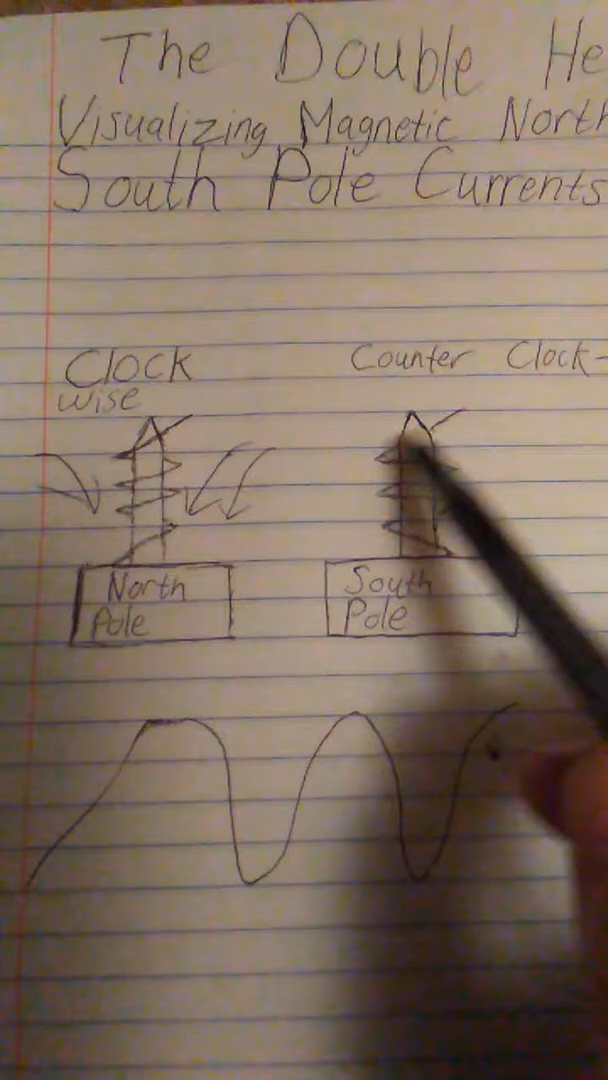 The Double He
Visualizing Magnetic North
South Pole Currents
Clock
wise
Counter Clock-
North
Pole
South
Pole